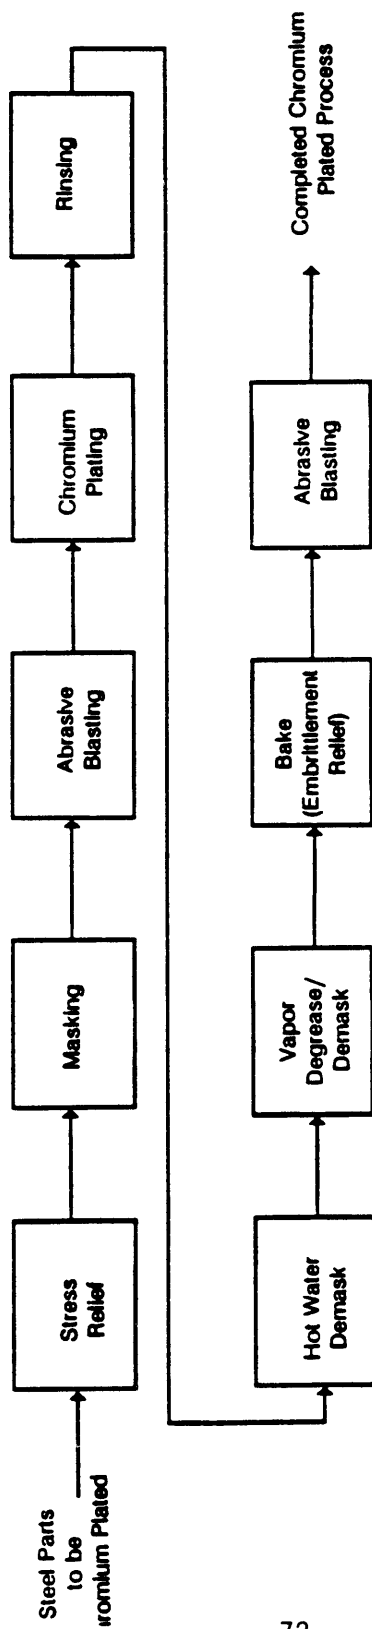 Steel Parts
to be
romium Plated
Stress
Relief
Masking
Abrasive
Blasting
Chromium
Plating
Rinsing
Hot Water
Demask
Vapor
Degrease/
Demask
Bake
(Embrittlement
Relief)
Abrasive
Blasting
Completed Chromium
Plated Process